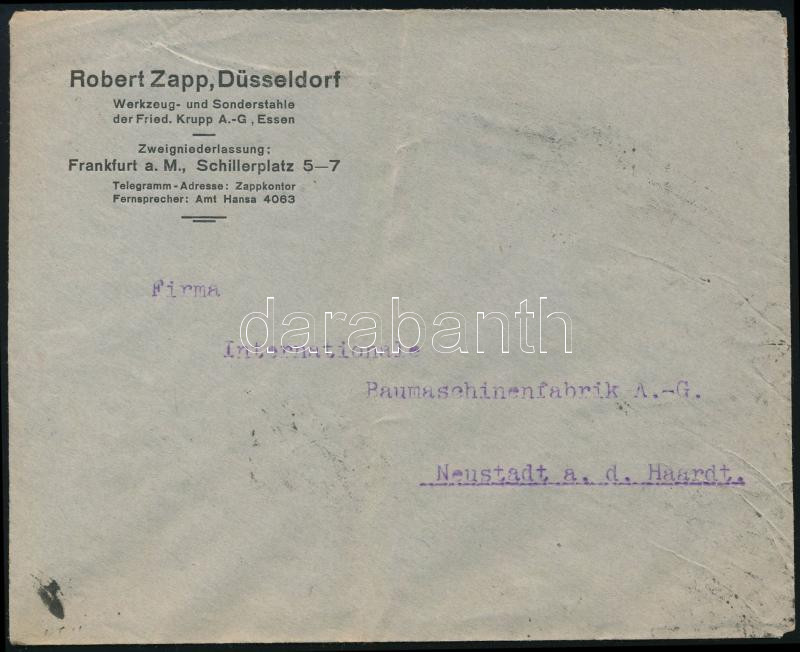 Robert Zapp, Düsseldorf
Werkzeug- und Sonderstahle
der Fried. Krupp A.-G , Essen
Zweigniederlassung:
Frankfurt a. M., Schillerplatz 5—7
Telegramm-Adresse: Zappkontor
Fernsprecher: Amt Hansa 4063
Firma
darabanth
Internationale
Baumaschinenfabrik A.-G.
Neustadt a. d. Haardt.